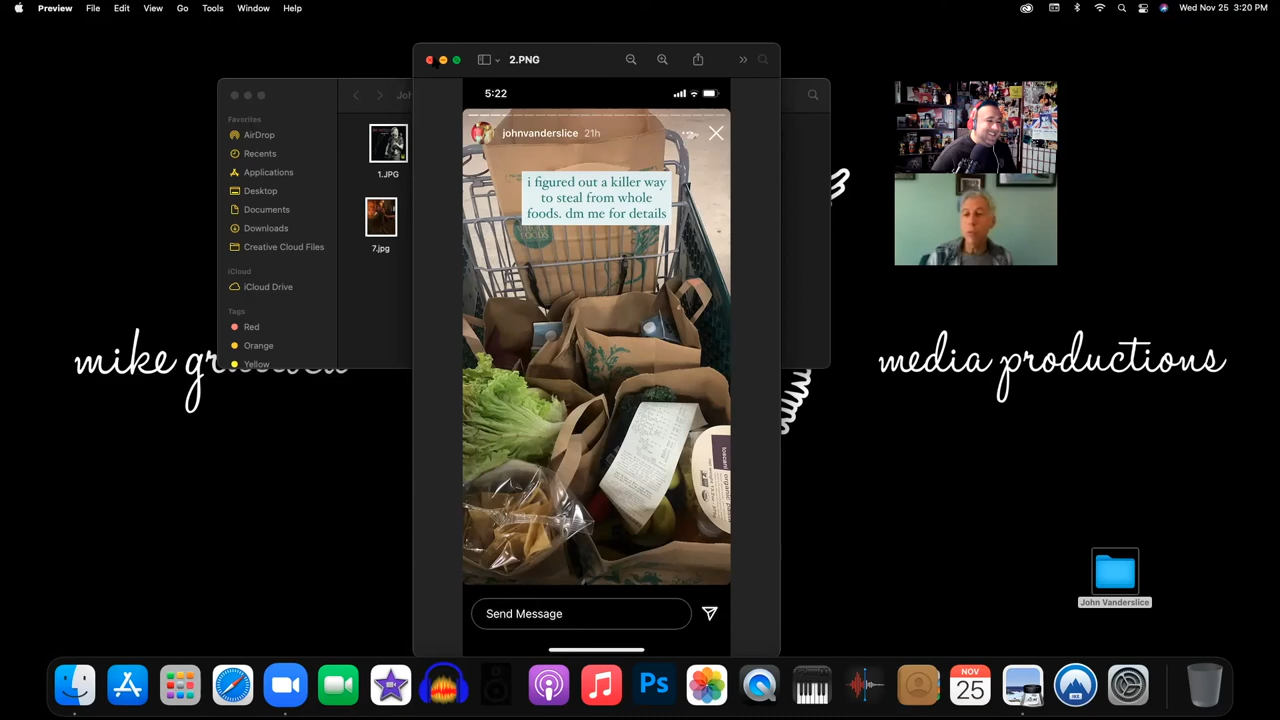 Preview File Edit View Go Tools Window Help
Wed Nov 25 3:20 PM
2.PNG
Favorites
AirDrop
Recents
Applications
Desktop
Documents
Downloads
Creative Cloud Files
iCloud
iCloud Drive
Tags
Red
Orange
Yellow
1.JPG
7.jpg
5:22
johnvanderslice 21h
i figured out a killer way
to steal from whole
foods. dm me for details
Send Message
mike
media productions
John Vanderslice
Ps
NOV
25